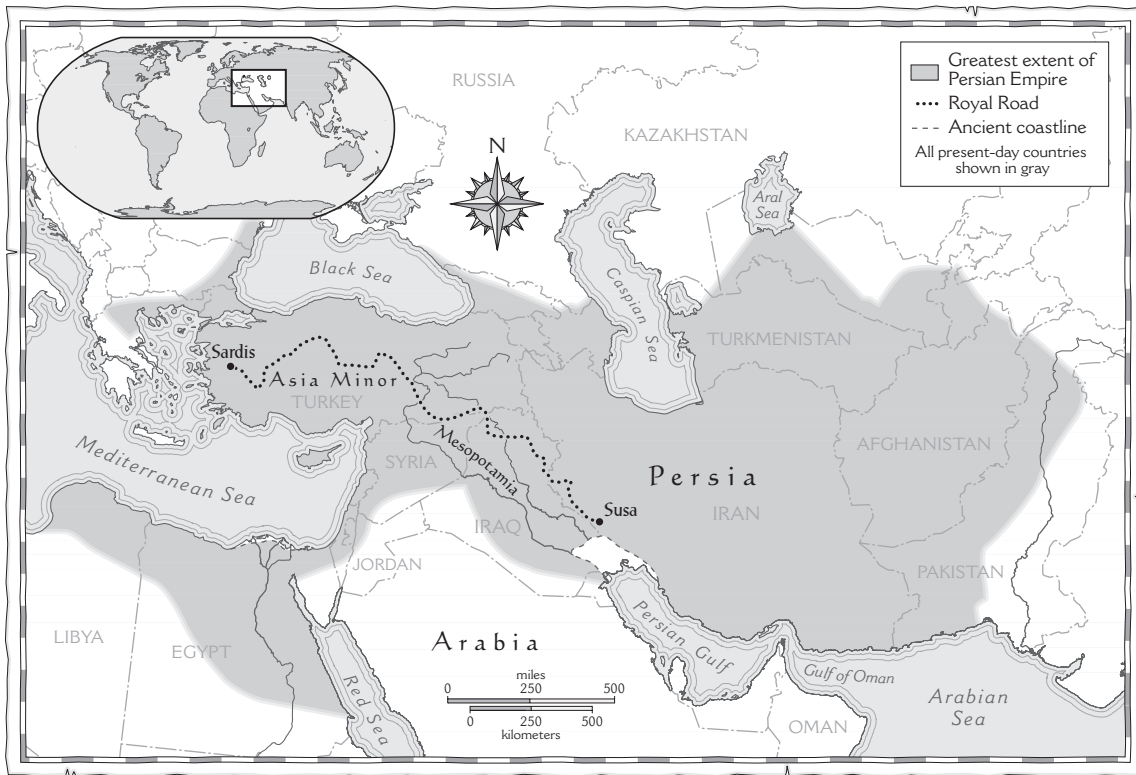 Greatest extent of
Persian Empire
Royal Road
Ancient coastline
All present-day countries
shown in gray
RUSSIA
KAZAKHSTAN
N
Aral
Sea
Black Sea
Caspian
Sea
TURKMENISTAN
Sardis
Asia Minor
TURKEY
Mediterranean Sea
SYRIA
Mesopotamia
Persia
AFGHANISTAN
Susa
IRAQ
IRAN
JORDAN
PAKISTAN
LIBYA
EGYPT
Arabia
Persian Gulf
Gulf of Oman
Red Sea
Arabian
Sea
OMAN
miles
0 250 500
0 250 500
kilometers